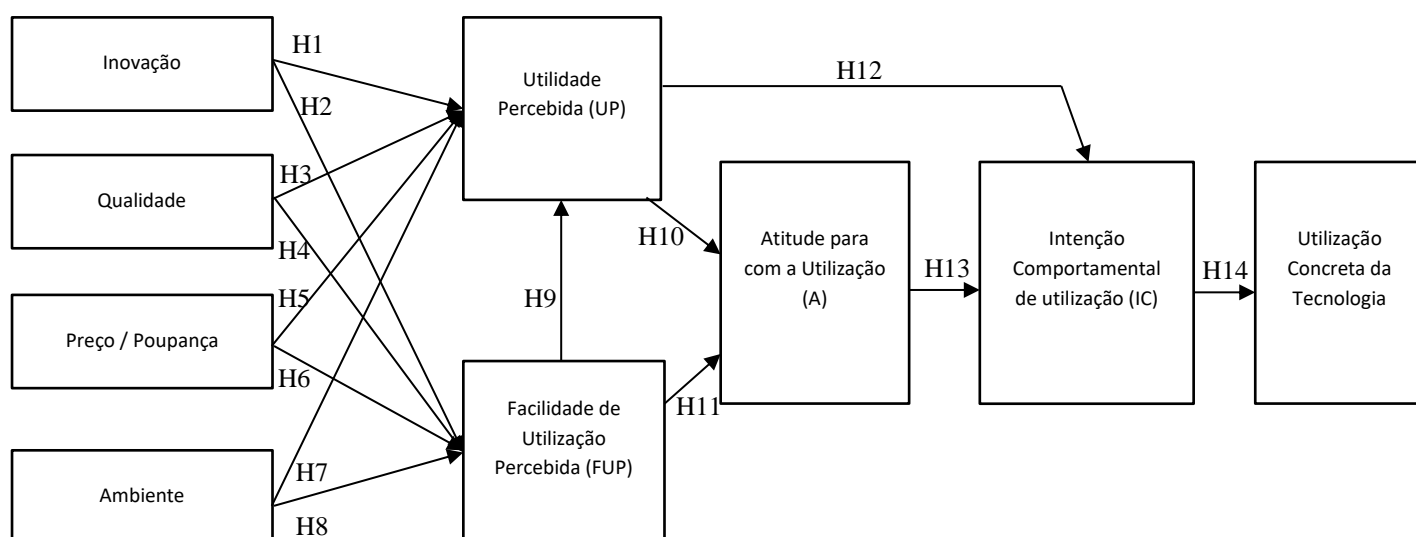 Inovação
Qualidade
Preço / Poupança
Ambiente
H1
H2
H3
H4
H5
H6
H7
H8
Utilidade
Percebida (UP)
H9
Facilidade de
Utilização
Percebida (FUP)
H10
H11
H12
Atitude para
com a Utilização
(A)
H13
Intenção
Comportamental
de utilização (IC)
H14
Utilização
Concreta da
Tecnologia